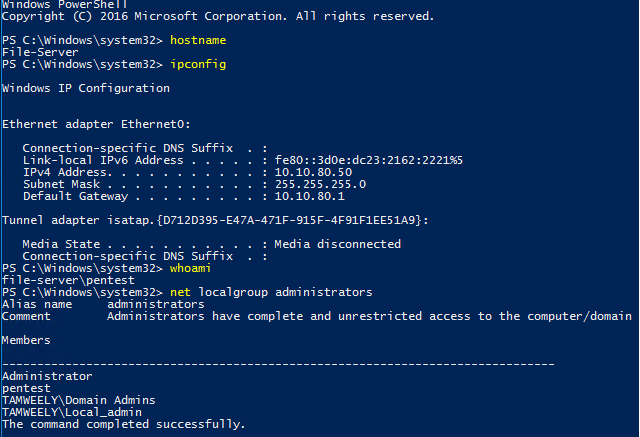 Windows PowerShell
Copyright (C) 2016 Microsoft Corporation. All rights reserved.

PS C:\Windows\system32> hostname
File-Server
PS C:\Windows\system32> ipconfig

Windows IP Configuration


Ethernet adapter Ethernet0:

   Connection-specific DNS Suffix  . :
   Link-local IPv6 Address . . . . . : fe80::3d0e:dc23:2162:2221%5
   IPv4 Address. . . . . . . . . . . : 10.10.80.50
   Subnet Mask . . . . . . . . . . . : 255.255.255.0
   Default Gateway . . . . . . . . . : 10.10.80.1

Tunnel adapter isatap.{D712D395-E47A-471F-915F-4F91F1EE51A9}:

   Media State . . . . . . . . . . . : Media disconnected
   Connection-specific DNS Suffix  . :
PS C:\Windows\system32> whoami
file-server\pentest
PS C:\Windows\system32> net localgroup administrators
Alias name     administrators
Comment        Administrators have complete and unrestricted access to the computer/domain

Members

-------------------------------------------------------------------------------
Administrator
pentest
TAMWEELY\Domain Admins
TAMWEELY\Local_admin
The command completed successfully.